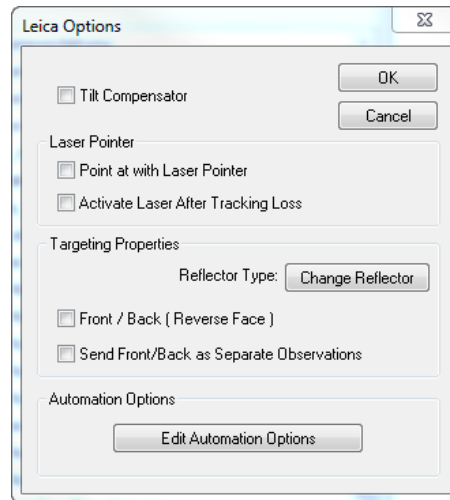 Leica Options
OK
Tilt Compensator
Cancel
Laser Pointer
Point at with Laser Pointer
Activate Laser After Tracking Loss
Targeting Properties
Reflector Type: Change Reflector
Front / Back ( Reverse Face )
Send Front/Back as Separate Observations
Automation Options
Edit Automation Options